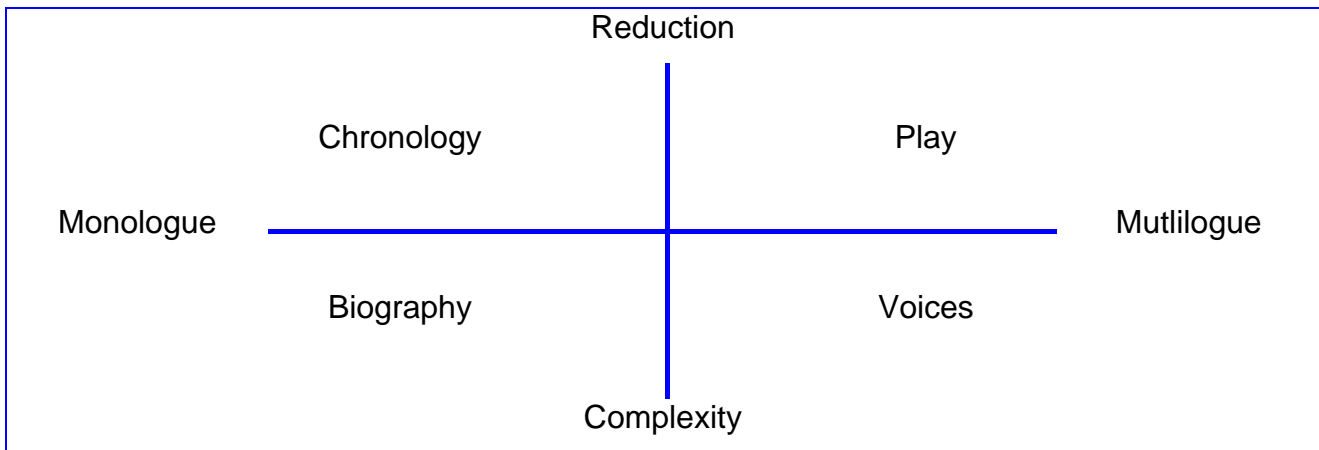 Reduction
Chronology Play
Monologue Mutlilogue
Biography Voices
Complexity